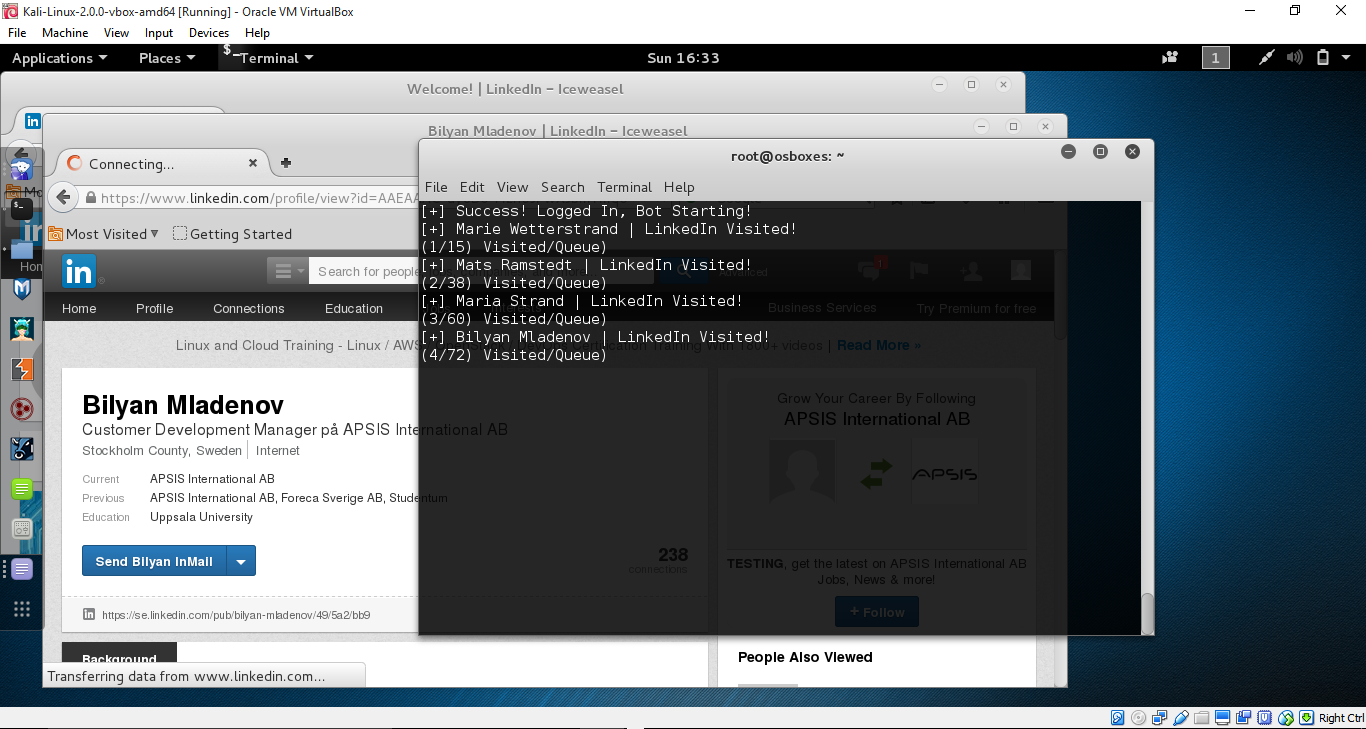 Kali-Linux-2.0.0-vbox-amd64 [Running] - Oracle VM VirtualBox
File Machine View Input Devices Help
Applications Places Terminal Sun 16:33 1
Welcome! | LinkedIn - Iceweasel
Bilyan Mladenov | LinkedIn - Iceweasel
Connecting...
https://www.linkedin.com/profile/view?id=AAEAA
Most Visited Getting Started
in
Search for people
Advanced
1
Home Profile Connections Education
Business Services Try Premium for free
Linux and Cloud Training - Linux / AWS
Certification Training With 1800+ videos | Read More »
Bilyan Mladenov
Customer Development Manager på APSIS International AB
Stockholm County, Sweden | Internet
Current APSIS International AB
Previous APSIS International AB, Foreca Sverige AB, Studentum
Education Uppsala University
Send Bilyan InMail
238
connections
https://se.linkedin.com/pub/bilyan-mladenov/49/5a2/bb9
Background
Transferring data from www.linkedin.com...
root@osboxes: ~
File Edit View Search Terminal Help
[+] Success! Logged In, Bot Starting!
[+] Marie Wetterstrand | LinkedIn Visited!
(1/15) Visited/Queue)
[+] Mats Ramstedt | LinkedIn Visited!
(2/38) Visited/Queue)
[+] Maria Strand | LinkedIn Visited!
(3/60) Visited/Queue)
[+] Bilyan Mladenov | LinkedIn Visited!
(4/72) Visited/Queue)
Grow Your Career By Following
APSIS International AB
APSIS
TESTING, get the latest on APSIS International AB
Jobs, News & more!
+ Follow
People Also Viewed
Right Ctrl